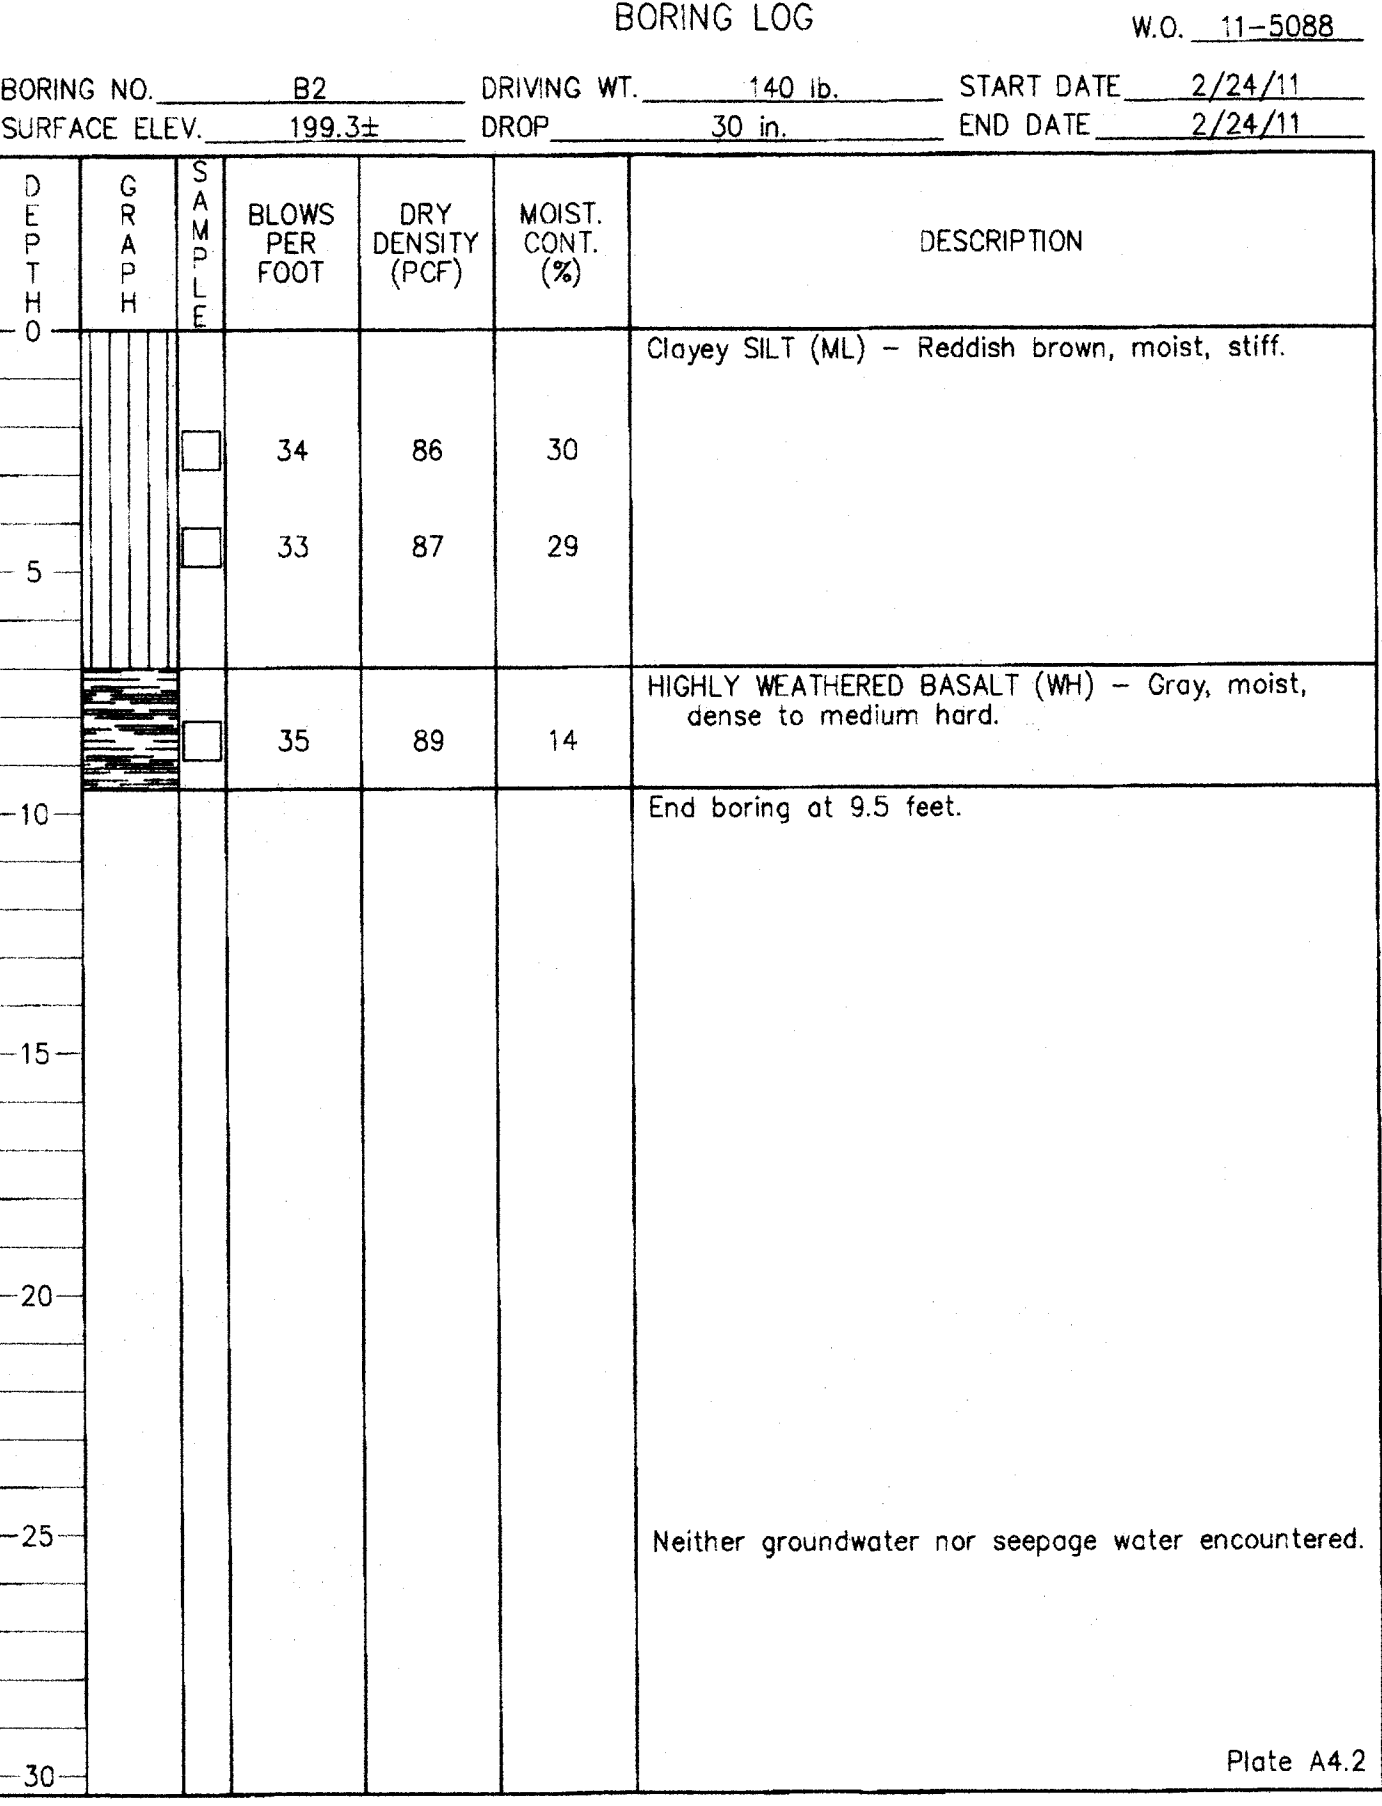 BORING LOG
W.O. 11-5088
BORING NO. B2 DRIVING WT. 140 lb. START DATE 2/24/11
SURFACE ELEV. 199.3± DROP 30 in. END DATE 2/24/11
DEPTH
GRAPH
SAMPLE
BLOWS
PER
FOOT
DRY
DENSITY
(PCF)
MOIST.
CONT.
(%)
DESCRIPTION
0
Clayey SILT (ML) – Reddish brown, moist, stiff.
34 86 30
33 87 29
5
HIGHLY WEATHERED BASALT (WH) – Gray, moist,
dense to medium hard.
35 89 14
End boring at 9.5 feet.
10
15
20
25
Neither groundwater nor seepage water encountered.
Plate A4.2
30